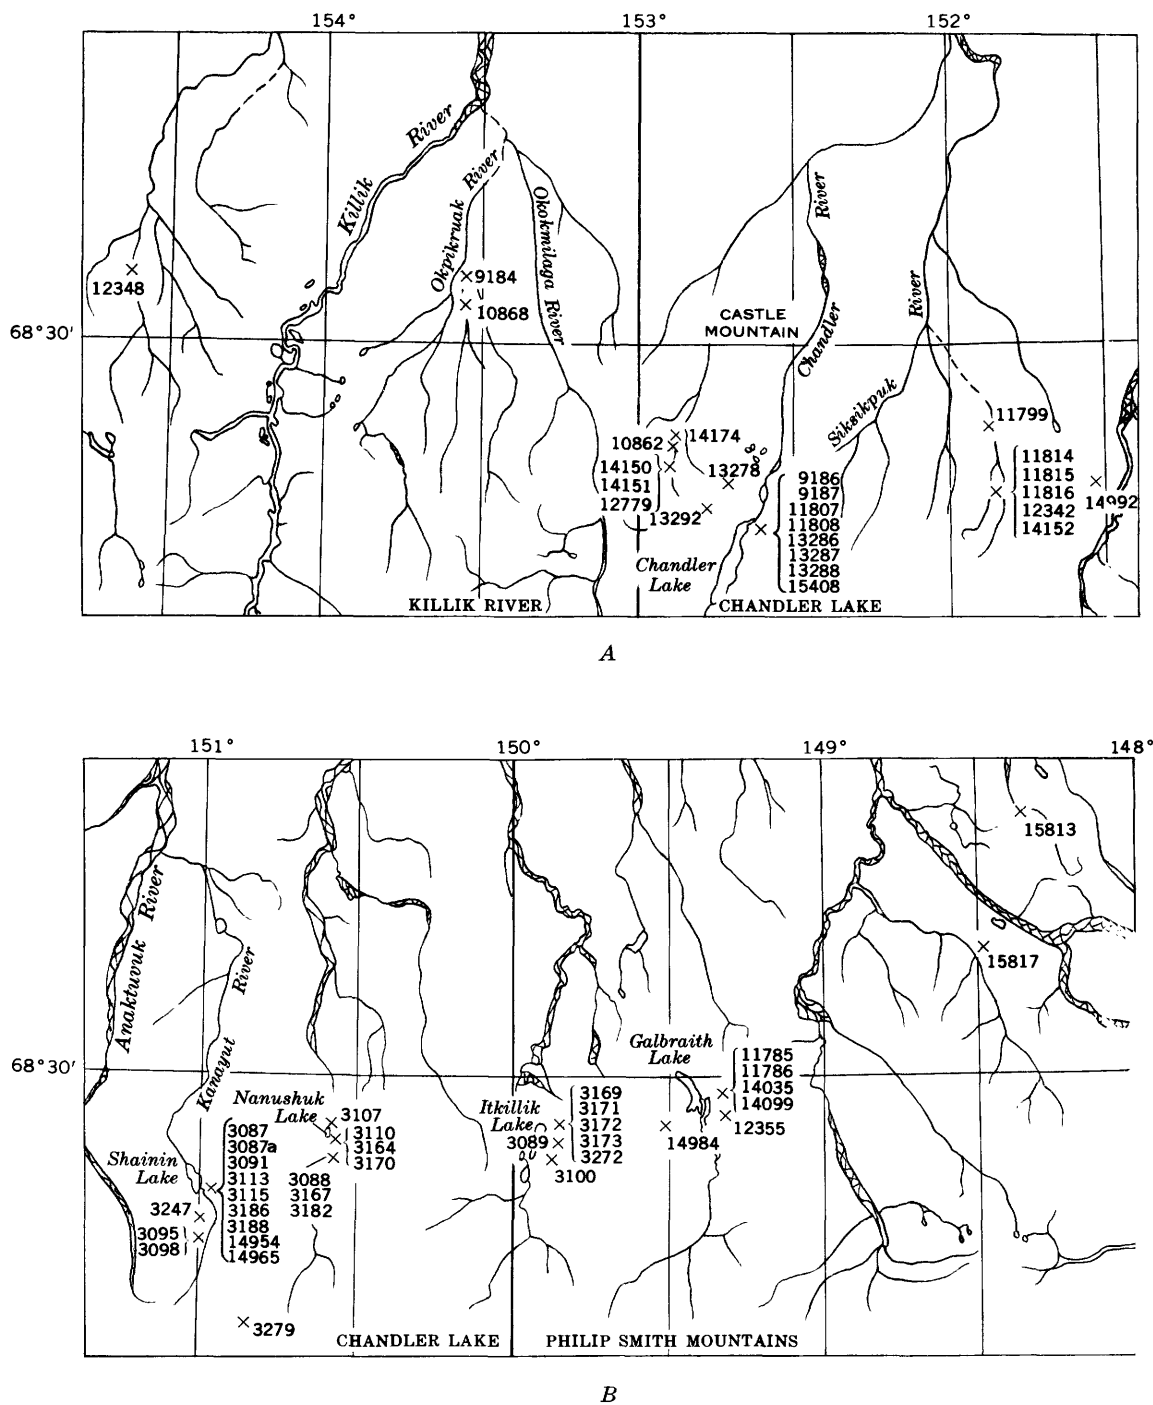 154°
153°
152°
Killik River
Okpikruak River
Okokmilaga River
River
Chandler
River
Siksikpuk
12348
9184
10868
68°30'
CASTLE
MOUNTAIN
11799
10862
14174
14150
14151
12779
13278
13292
9186
9187
11807
11808
13286
13287
13288
15408
11814
11815
11816
12342
14152
14992
Chandler
Lake
KILLIK RIVER
CHANDLER LAKE
A
151°
150°
149°
148°
Anaktuvuk River
Kanayut River
15813
15817
68°30'
Galbraith
Lake
11785
11786
14035
14099
12355
14984
Nanushuk
Lake
3107
3110
3164
3170
3088
3167
3182
Itkillik
Lake
3089
3169
3171
3172
3173
3272
3100
Shainin
Lake
3087
3087a
3091
3113
3115
3186
3188
14954
14965
3247
3095
3098
3279
CHANDLER LAKE
PHILIP SMITH MOUNTAINS
B